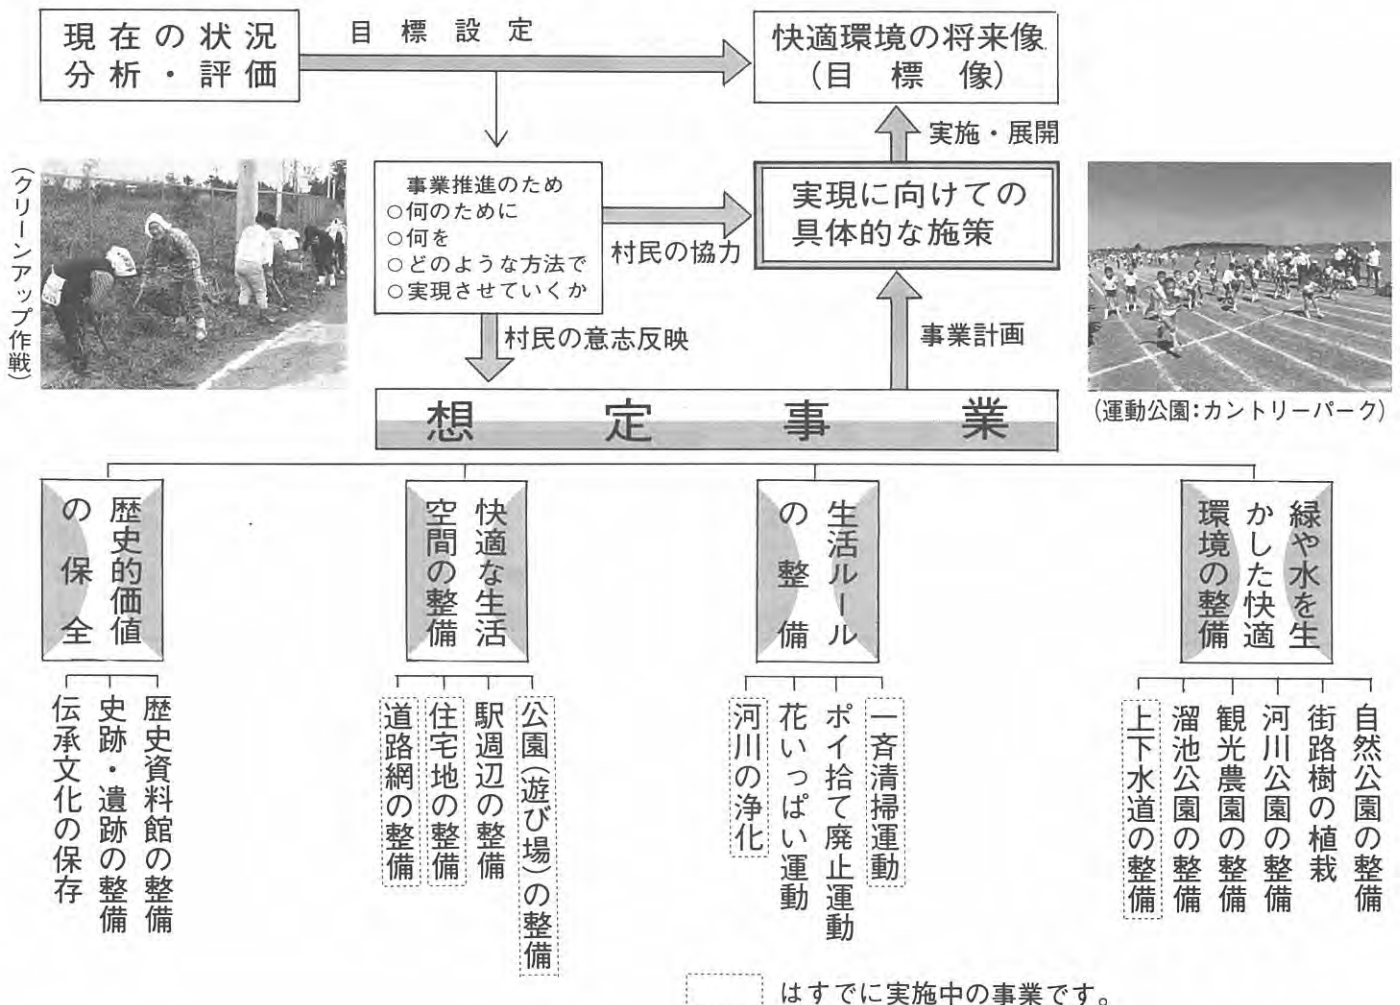 現在の状況
分析・評価
目標設定
快適環境の将来像
(目標像)
実施・展開
事業推進のため
○何のために
○何を
○どのような方法で
○実現させていくか
村民の協力
実現に向けての
具体的な施策
(クリーンアップ作戦)
村民の意志反映
事業計画
(運動公園:カントリーパーク)
想定事業
緑や水を生
かした快適
環境の整備
自然公園の整備
街路樹の植栽
河川公園の整備
観光農園の整備
溜池公園の整備
上下水道の整備
生活ルール
の整備
一斉清掃運動
ポイ捨て廃止運動
花いっぱい運動
河川の浄化
快適な生活
空間の整備
公園(遊び場)の整備
駅週辺の整備
住宅地の整備
道路網の整備
歴史的価値
の保全
歴史資料館の整備
史跡・遺跡の整備
伝承文化の保存
はすでに実施中の事業です。